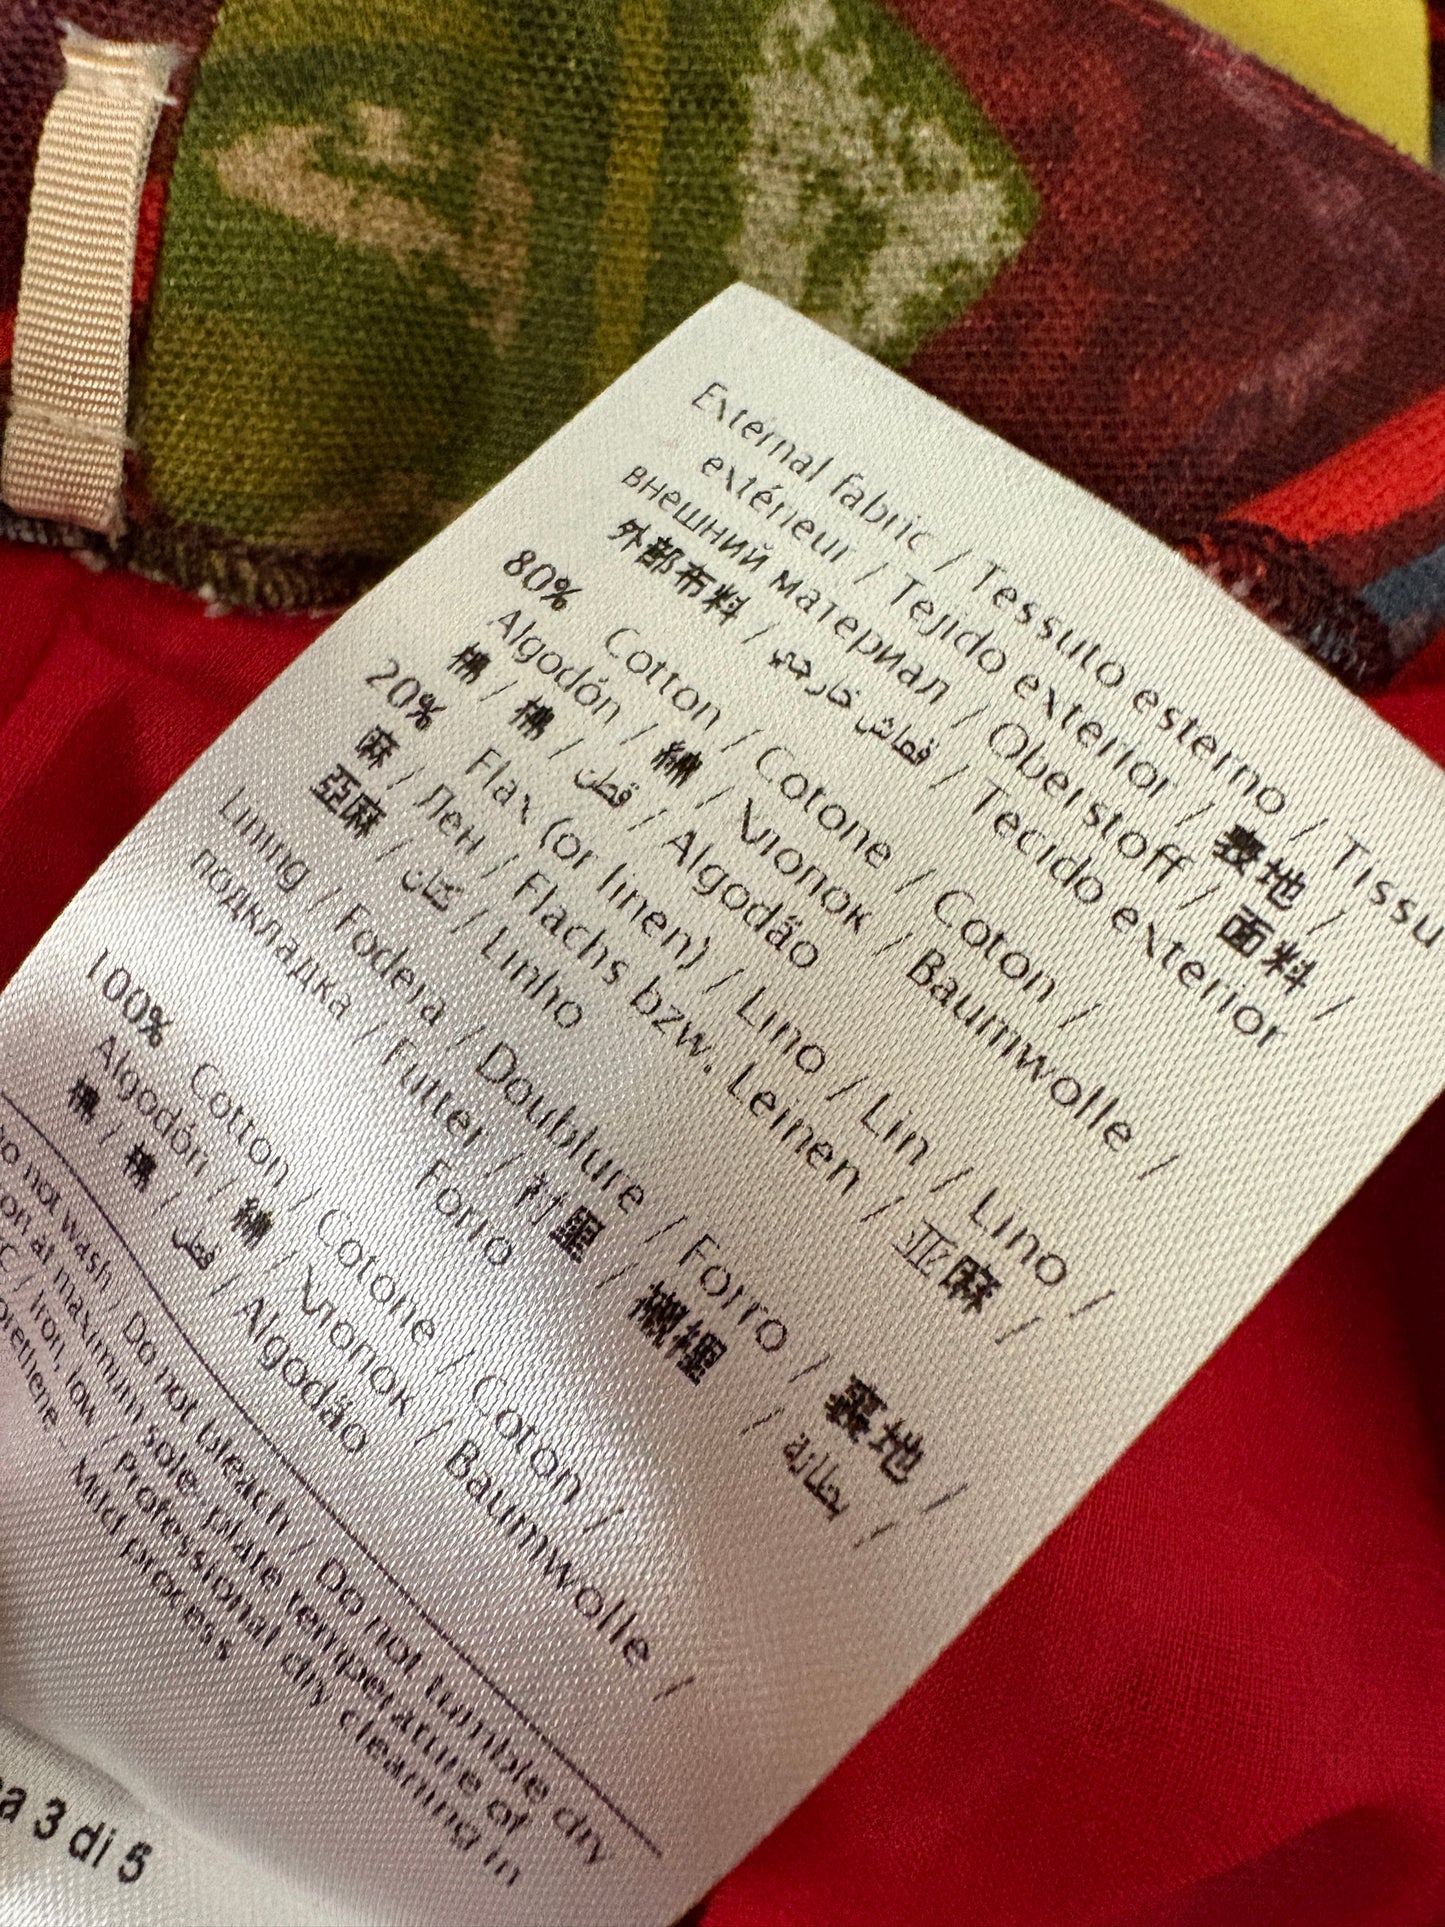 External fabric / Tessuto esterno / Tissu
extérieur / Tejido exterior / 表地 /
внешний материал / Oberstoff / 面料 /
外部布料 / قماش خارجي / Tecido exterior
80% Cotton / Cotone / Coton /
Algodón / 綿 / Хлопок / Baumwolle /
棉 / 棉 / قطن / Algodão
20% Flax (or linen) / Lino / Lin / Lino /
麻 / Лен / Flachs bzw. Leinen / 亚麻 /
亞麻 / كتان / Linho
Lining / Fodera / Doublure / Forro / 裏地 /
подкладка / Futter / 衬里 / 襯裡 / بطانة /
Forro
100% Cotton / Cotone / Coton /
Algodón / 綿 / Хлопок / Baumwolle /
棉 / 棉 / قطن / Algodão
not wash / Do not bleach / Do not tumble dry
on at maximum sole-plate temperature of
C / Iron, low / Professional dry cleaning in
Mild process
3 di 5